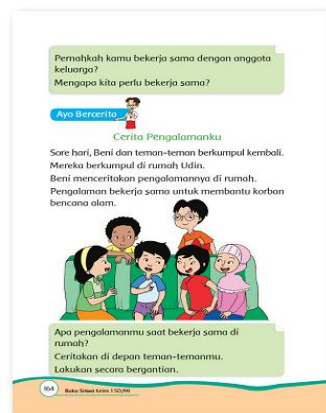 Pernahkah kamu bekerja sama dengan anggota
keluarga?
Mengapa kita perlu bekerja sama?
Ayo Bercerita
Cerita Pengalamanku
Sore hari, Beni dan teman-teman berkumpul kembali.
Mereka berkumpul di rumah Udin.
Beni menceritakan pengalamannya di rumah.
Pengalaman bekerja sama untuk membantu korban
bencana alam.
Apa pengalamanmu saat bekerja sama di
rumah?
Ceritakan di depan teman-temanmu.
Lakukan secara bergantian.
164 Buku Siswa Kelas 1 SD/MI